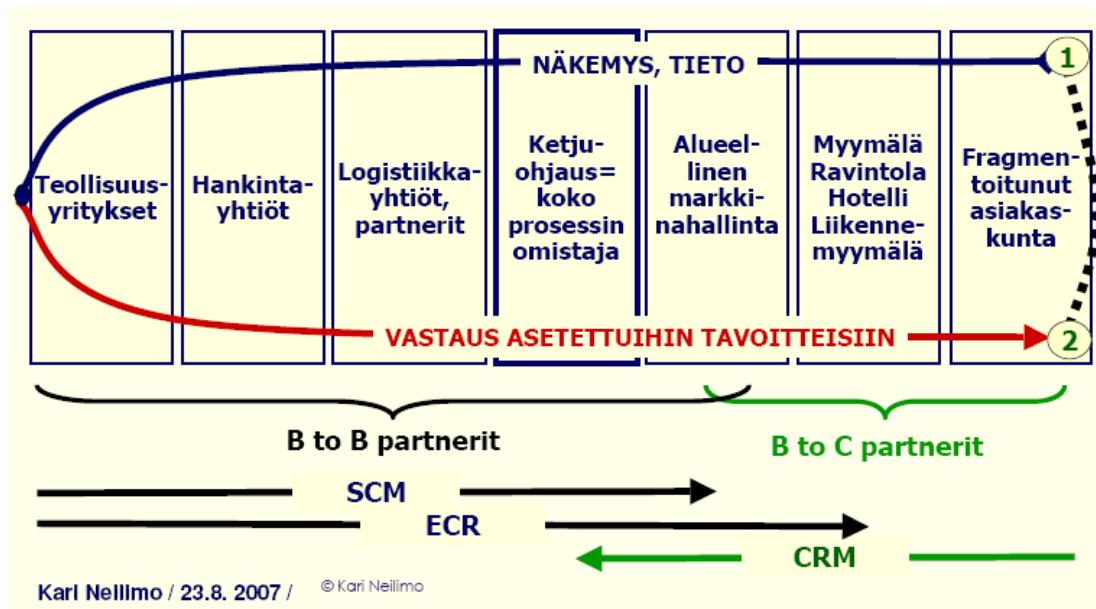 NÄKEMYS, TIETO
1
Teollisuus-
yritykset
Hankinta-
yhtiöt
Logistiikka-
yhtiöt,
partnerit
Ketju-
ohjaus=
koko
prosessin
omistaja
Alueel-
linen
markki-
nahallinta
Myymälä
Ravintola
Hotelli
Liikenne-
myymälä
Fragmen-
toitunut
asiakas-
kunta
VASTAUS ASETETTUIHIN TAVOITTEISIIN
2
B to B partnerit
B to C partnerit
SCM
ECR
CRM
Kari Neilimo / 23.8. 2007 /
© Kari Neilimo